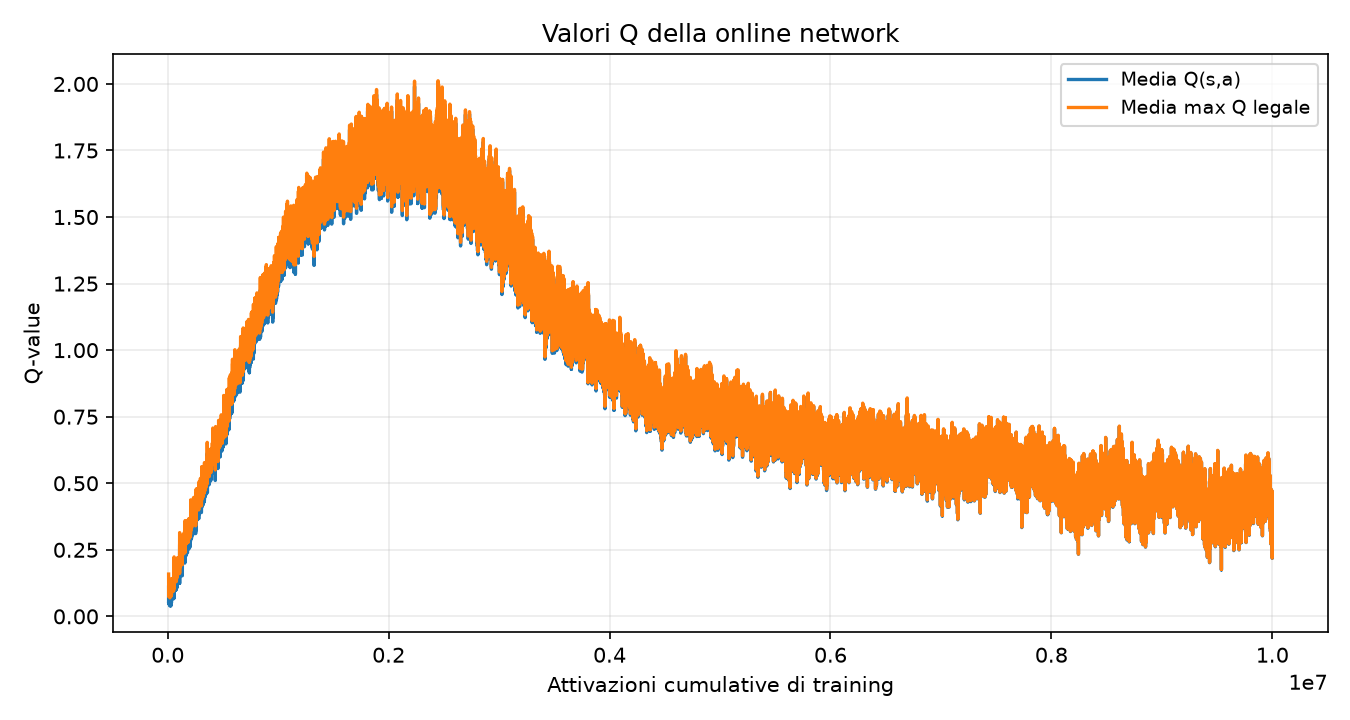 Valori Q della online network
Media Q(s,a)
Media max Q legale
2.00
1.75
1.50
1.25
1.00
0.75
0.50
0.25
0.00
Q-value
0.0
0.2
0.4
0.6
0.8
1.0
1e7
Attivazioni cumulative di training